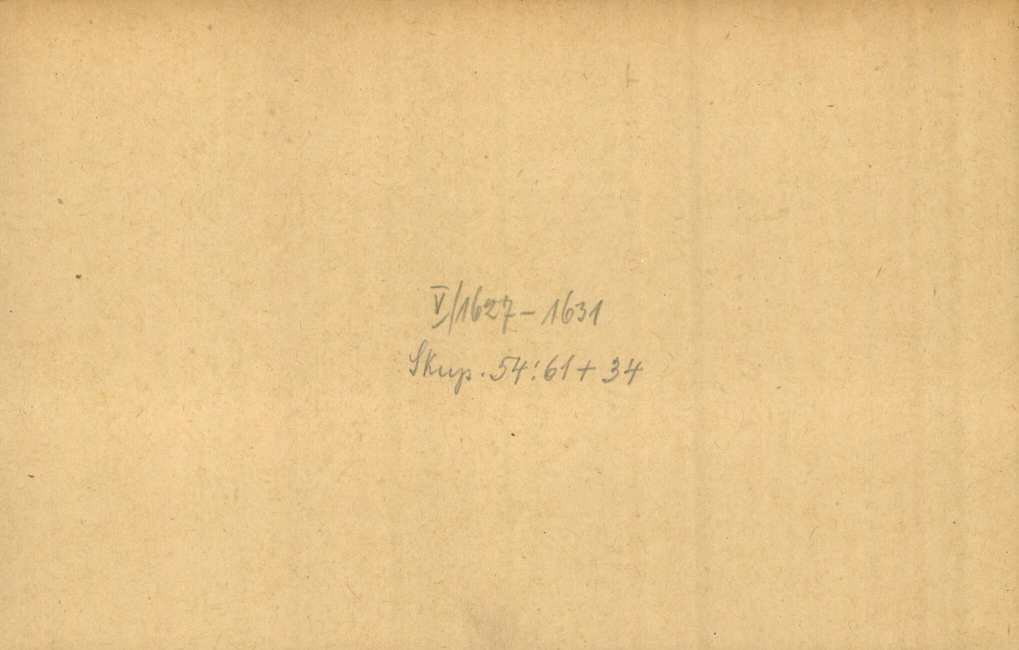 V/1627 - 1631
Skup. 54:61 + 34